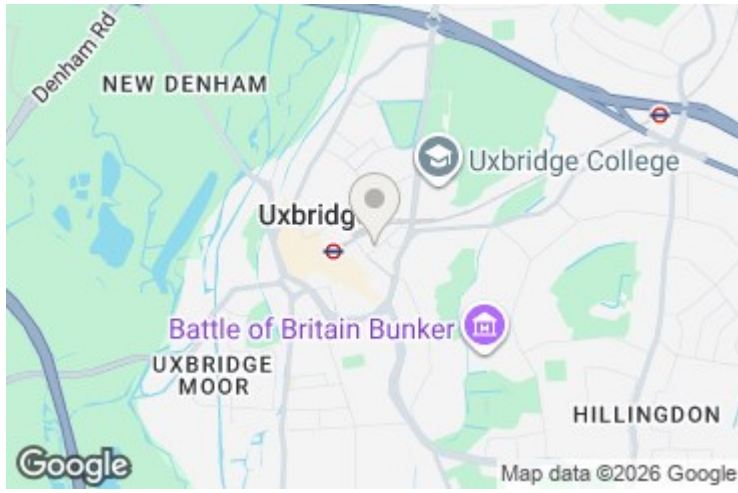 Denham Rd
NEW DENHAM
Uxbridge College
Uxbridg
Battle of Britain Bunker
UXBRIDGE
MOOR
HILLINGDON
Google
Map data ©2026 Google